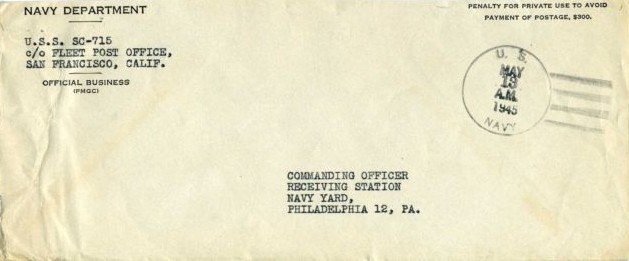 NAVY DEPARTMENT
U.S.S. SC-715
c/o FLEET POST OFFICE,
SAN FRANCISCO, CALIF.
OFFICIAL BUSINESS
(PMGC)
PENALTY FOR PRIVATE USE TO AVOID
PAYMENT OF POSTAGE, $300.
U. S.
MAY
13
A.M.
1945
NAVY
COMMANDING OFFICER
RECEIVING STATION
NAVY YARD,
PHILADELPHIA 12, PA.